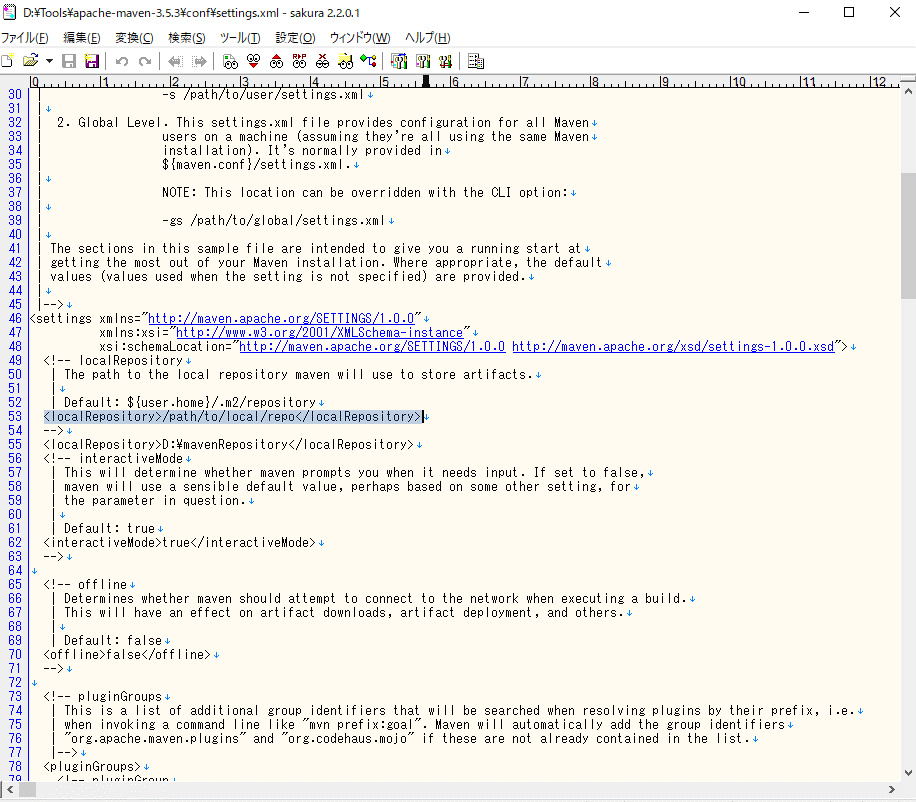 D:¥Tools¥apache-maven-3.5.3¥conf¥settings.xml - sakura 2.2.0.1
ファイル(F) 編集(E) 変換(C) 検索(S) ツール(T) 設定(O) ウィンドウ(W) ヘルプ(H)
0 1 2 3 4 5 6 7 8 9 10 11 12
30 | -s /path/to/user/settings.xml↓
31 |↓
32 | 2. Global Level. This settings.xml file provides configuration for all Maven↓
33 | users on a machine (assuming they're all using the same Maven↓
34 | installation). It's normally provided in↓
35 | ${maven.conf}/settings.xml.↓
36 |↓
37 | NOTE: This location can be overridden with the CLI option:↓
38 |↓
39 | -gs /path/to/global/settings.xml↓
40 |↓
41 | The sections in this sample file are intended to give you a running start at↓
42 | getting the most out of your Maven installation. Where appropriate, the default↓
43 | values (values used when the setting is not specified) are provided.↓
44 |↓
45 |-->↓
46 <settings xmlns="http://maven.apache.org/SETTINGS/1.0.0"↓
47 xmlns:xsi="http://www.w3.org/2001/XMLSchema-instance"↓
48 xsi:schemaLocation="http://maven.apache.org/SETTINGS/1.0.0 http://maven.apache.org/xsd/settings-1.0.0.xsd">↓
49 <!-- localRepository↓
50 | The path to the local repository maven will use to store artifacts.↓
51 |↓
52 | Default: ${user.home}/.m2/repository↓
53 <localRepository>/path/to/local/repo</localRepository>↓
54 -->↓
55 <localRepository>D:¥mavenRepository</localRepository>↓
56 <!-- interactiveMode↓
57 | This will determine whether maven prompts you when it needs input. If set to false,↓
58 | maven will use a sensible default value, perhaps based on some other setting, for↓
59 | the parameter in question.↓
60 |↓
61 | Default: true↓
62 <interactiveMode>true</interactiveMode>↓
63 -->↓
64 ↓
65 <!-- offline↓
66 | Determines whether maven should attempt to connect to the network when executing a build.↓
67 | This will have an effect on artifact downloads, artifact deployment, and others.↓
68 |↓
69 | Default: false↓
70 <offline>false</offline>↓
71 -->↓
72 ↓
73 <!-- pluginGroups↓
74 | This is a list of additional group identifiers that will be searched when resolving plugins by their prefix, i.e.↓
75 | when invoking a command line like "mvn prefix:goal". Maven will automatically add the group identifiers↓
76 | "org.apache.maven.plugins" and "org.codehaus.mojo" if these are not already contained in the list.↓
77 |-->↓
78 <pluginGroups>↓
79 <!-- pluginGroup↓